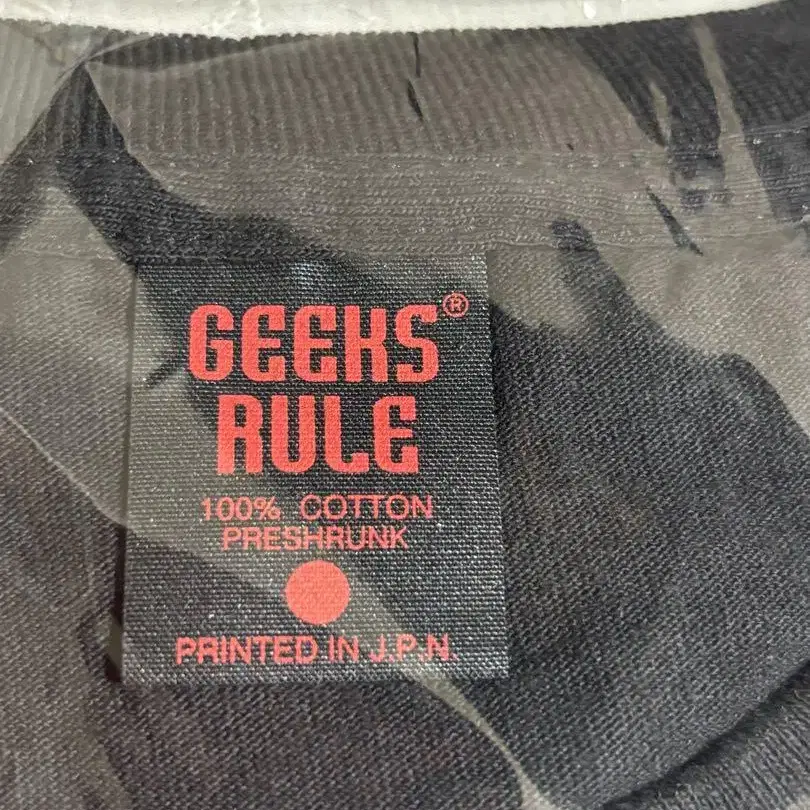 GEEKS®
RULE
100% COTTON
PRESHRUNK
PRINTED IN J.P.N.